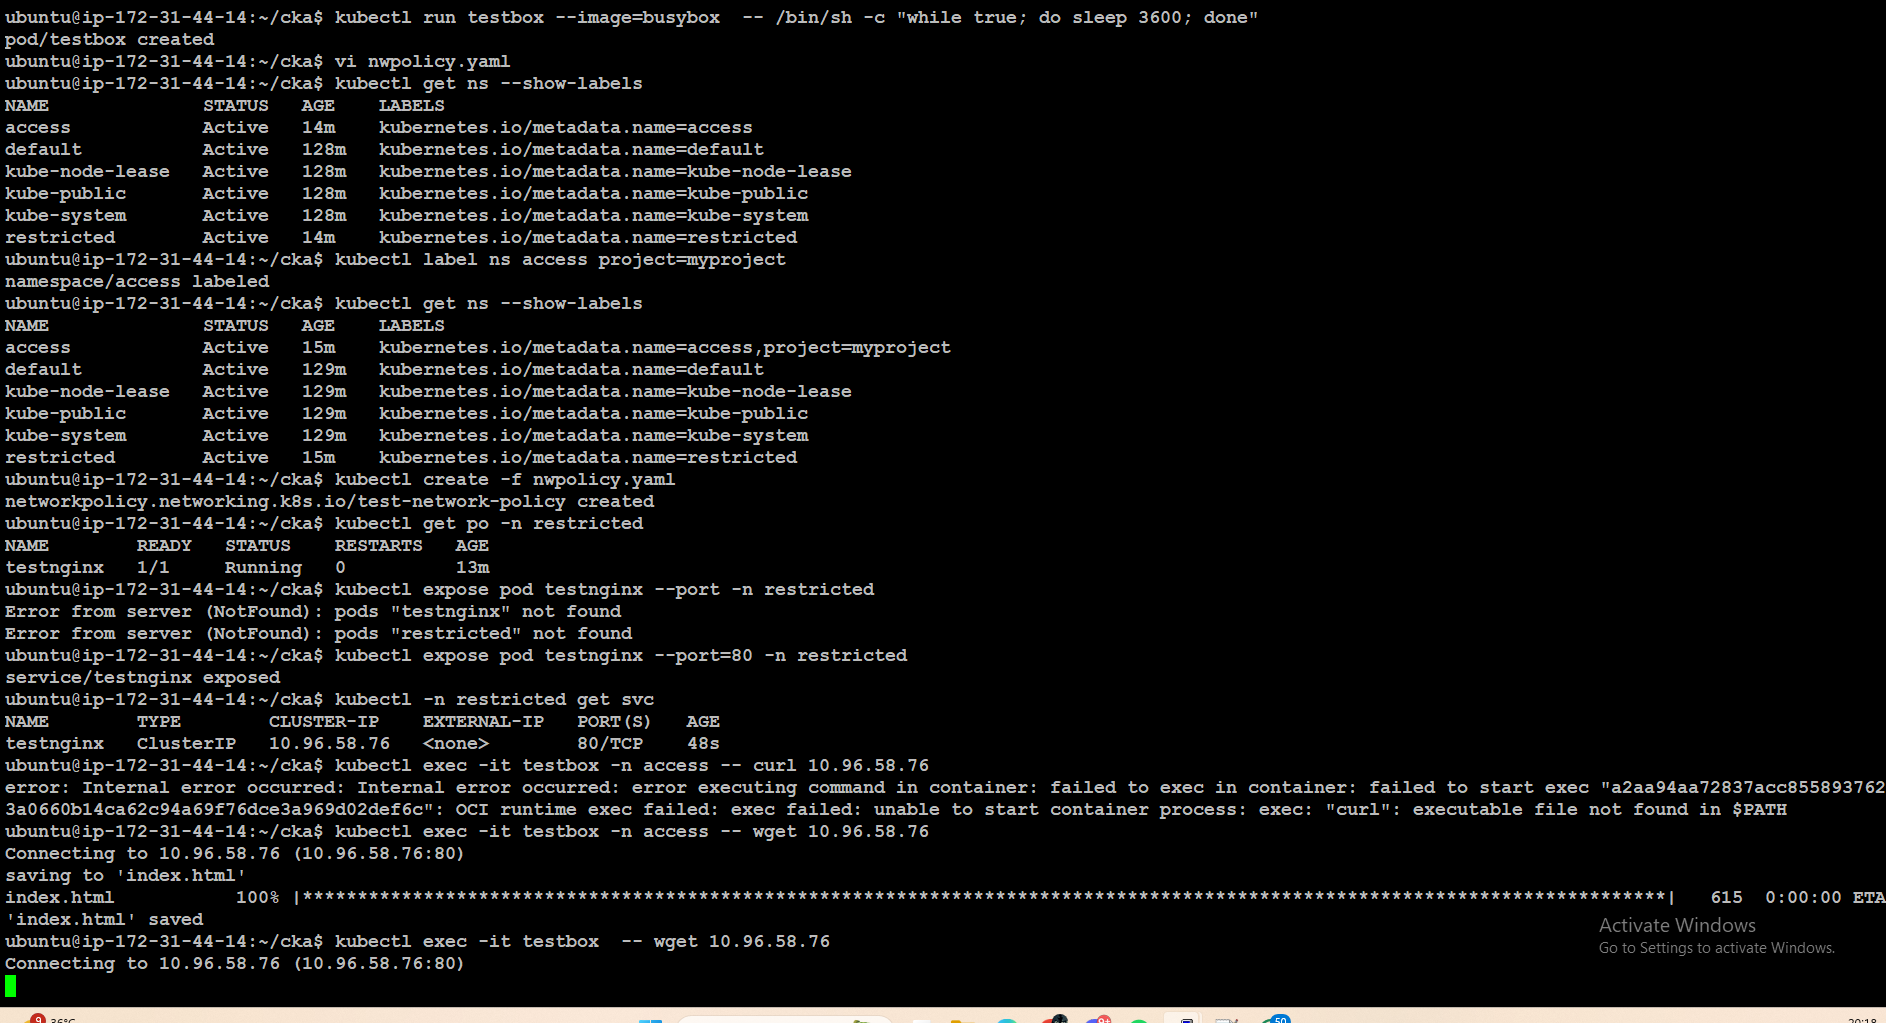 ubuntu@ip-172-31-44-14:~/cka$ kubectl run testbox --image=busybox  -- /bin/sh -c "while true; do sleep 3600; done"
pod/testbox created
ubuntu@ip-172-31-44-14:~/cka$ vi nwpolicy.yaml
ubuntu@ip-172-31-44-14:~/cka$ kubectl get ns --show-labels
NAME              STATUS   AGE    LABELS
access            Active   14m    kubernetes.io/metadata.name=access
default           Active   128m   kubernetes.io/metadata.name=default
kube-node-lease   Active   128m   kubernetes.io/metadata.name=kube-node-lease
kube-public       Active   128m   kubernetes.io/metadata.name=kube-public
kube-system       Active   128m   kubernetes.io/metadata.name=kube-system
restricted        Active   14m    kubernetes.io/metadata.name=restricted
ubuntu@ip-172-31-44-14:~/cka$ kubectl label ns access project=myproject
namespace/access labeled
ubuntu@ip-172-31-44-14:~/cka$ kubectl get ns --show-labels
NAME              STATUS   AGE    LABELS
access            Active   15m    kubernetes.io/metadata.name=access,project=myproject
default           Active   129m   kubernetes.io/metadata.name=default
kube-node-lease   Active   129m   kubernetes.io/metadata.name=kube-node-lease
kube-public       Active   129m   kubernetes.io/metadata.name=kube-public
kube-system       Active   129m   kubernetes.io/metadata.name=kube-system
restricted        Active   15m    kubernetes.io/metadata.name=restricted
ubuntu@ip-172-31-44-14:~/cka$ kubectl create -f nwpolicy.yaml
networkpolicy.networking.k8s.io/test-network-policy created
ubuntu@ip-172-31-44-14:~/cka$ kubectl get po -n restricted
NAME        READY   STATUS    RESTARTS   AGE
testnginx   1/1     Running   0          13m
ubuntu@ip-172-31-44-14:~/cka$ kubectl expose pod testnginx --port -n restricted
Error from server (NotFound): pods "testnginx" not found
Error from server (NotFound): pods "restricted" not found
ubuntu@ip-172-31-44-14:~/cka$ kubectl expose pod testnginx --port=80 -n restricted
service/testnginx exposed
ubuntu@ip-172-31-44-14:~/cka$ kubectl -n restricted get svc
NAME        TYPE        CLUSTER-IP    EXTERNAL-IP   PORT(S)   AGE
testnginx   ClusterIP   10.96.58.76   <none>        80/TCP    48s
ubuntu@ip-172-31-44-14:~/cka$ kubectl exec -it testbox -n access -- curl 10.96.58.76
error: Internal error occurred: Internal error occurred: error executing command in container: failed to exec in container: failed to start exec "a2aa94aa72837acc855893762
3a0660b14ca62c94a69f76dce3a969d02def6c": OCI runtime exec failed: exec failed: unable to start container process: exec: "curl": executable file not found in $PATH
ubuntu@ip-172-31-44-14:~/cka$ kubectl exec -it testbox -n access -- wget 10.96.58.76
Connecting to 10.96.58.76 (10.96.58.76:80)
saving to 'index.html'
index.html           100% |****************************************************************************************************************************| 615  0:00:00 ETA
'index.html' saved
ubuntu@ip-172-31-44-14:~/cka$ kubectl exec -it testbox  -- wget 10.96.58.76
Connecting to 10.96.58.76 (10.96.58.76:80)
Activate Windows
Go to Settings to activate Windows.
9
9+
50